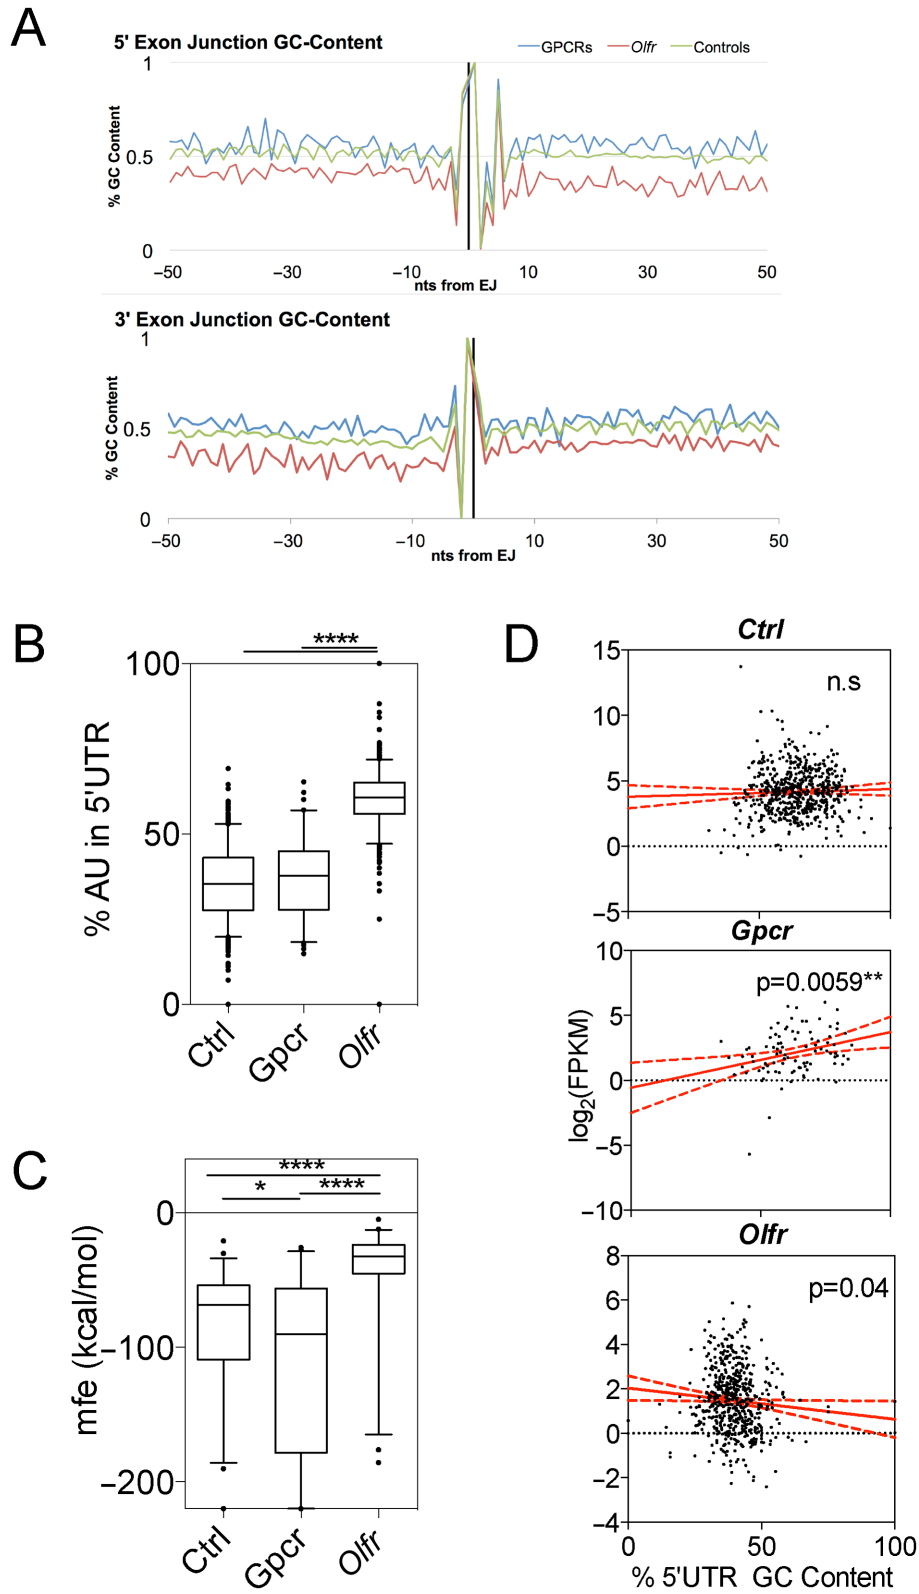 A
5' Exon Junction GC-Content
GPCRs Olfr Controls
% GC Content
1
0.5
0
−50 −30 −10 10 30 50
nts from EJ
3' Exon Junction GC-Content
% GC Content
1
0.5
0
−50 −30 −10 10 30 50
nts from EJ
B
****
% AU in 5'UTR
100
50
0
Ctrl Gpcr Olfr
C
****
* ****
mfe (kcal/mol)
0
−100
−200
Ctrl Gpcr Olfr
D
Ctrl
n.s
15
10
5
0
−5
Gpcr
p=0.0059**
log2(FPKM)
10
5
0
−5
−10
Olfr
p=0.04
8
6
4
2
0
−2
−4
0 50 100
% 5'UTR GC Content